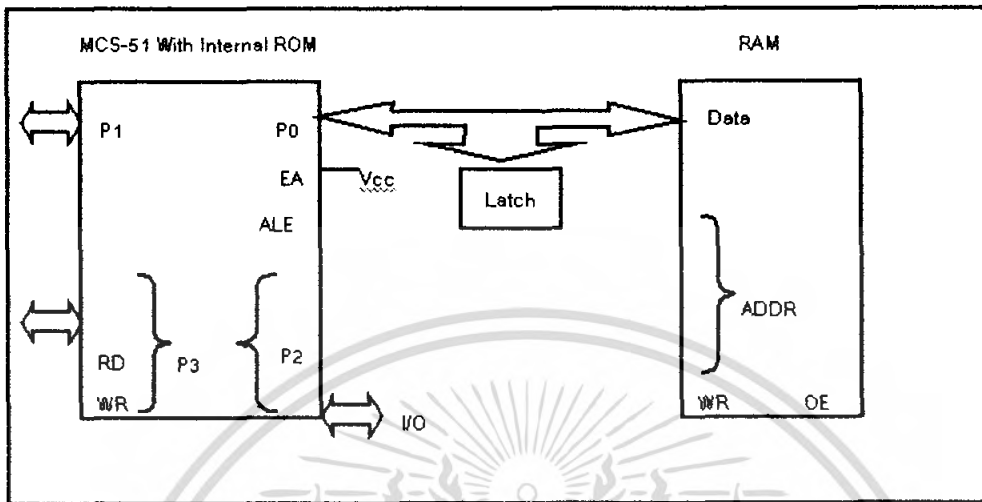 MCS-51 With Internal ROM
RAM
P1
P0
Data
EA
Vcc
Latch
ALE
ADDR
RD
P3
P2
WR
I/O
WR
OE